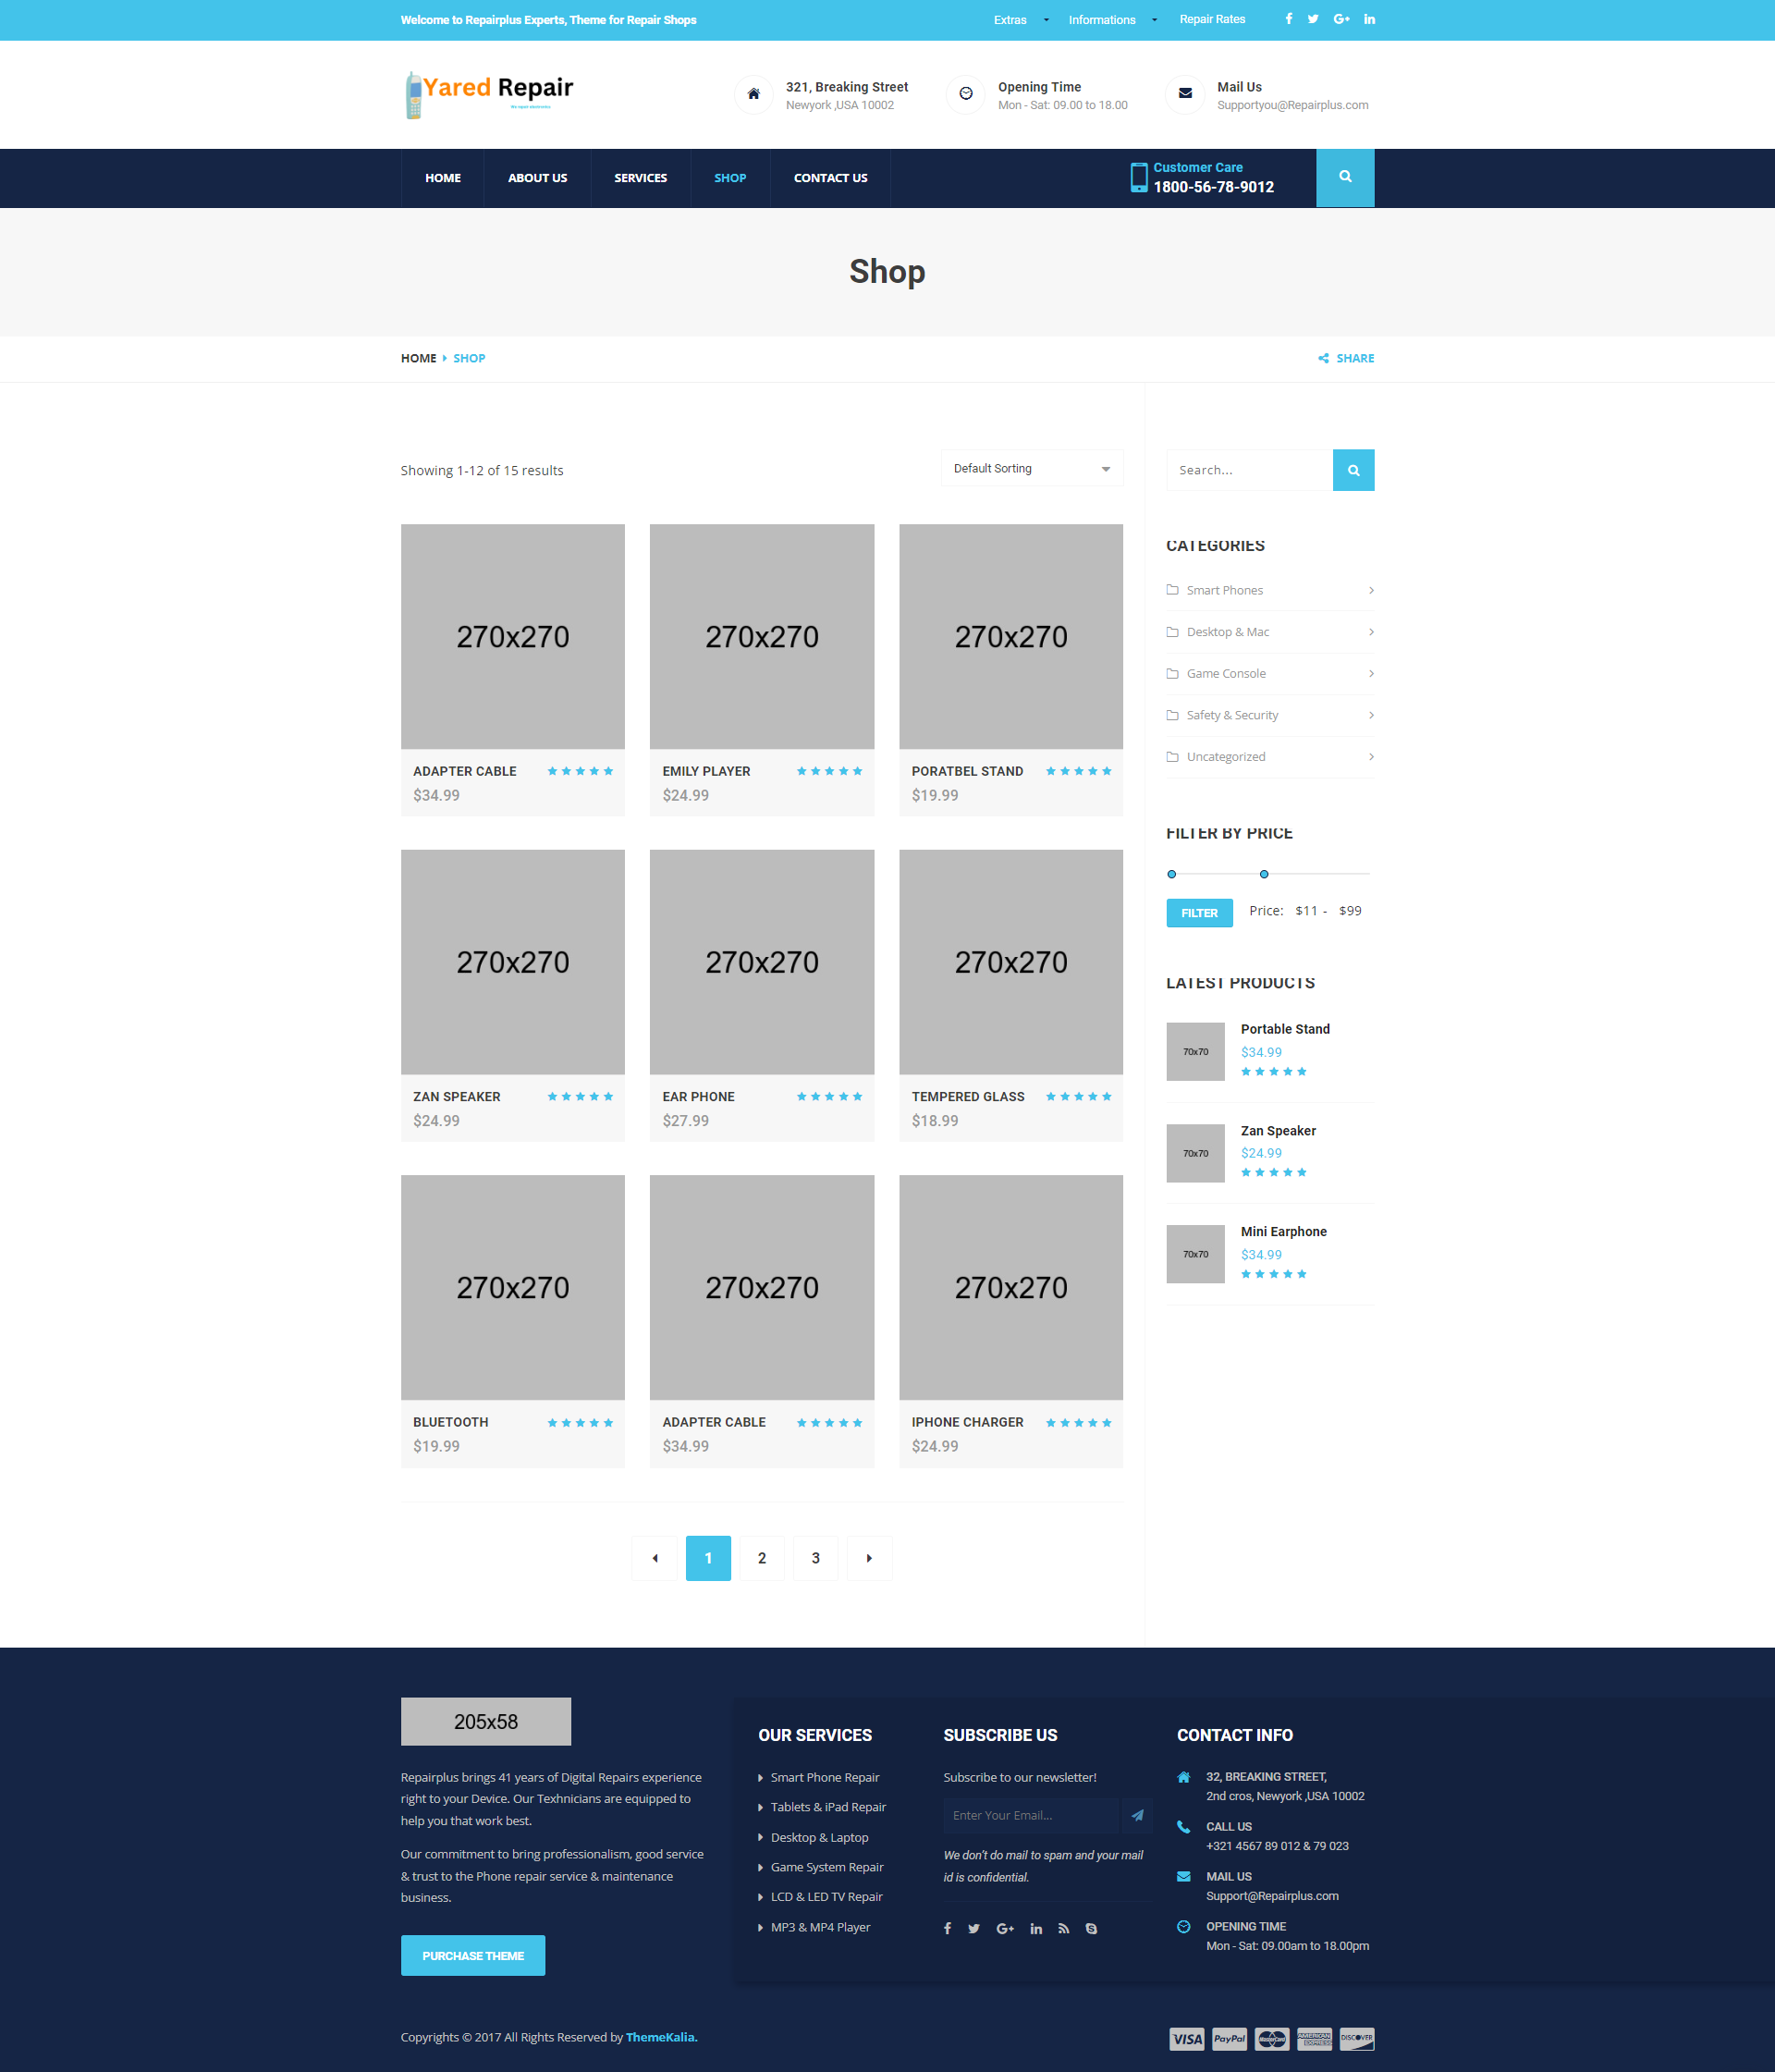 Welcome to Repairplus Experts, Theme for Repair Shops
Extras
Informations
Repair Rates
Yared Repair
321, Breaking Street
Newyork ,USA 10002
Opening Time
Mon - Sat: 09.00 to 18.00
Mail Us
Supportyou@Repairplus.com
HOME
ABOUT US
SERVICES
SHOP
CONTACT US
Customer Care
1800-56-78-9012
Shop
HOME SHOP
SHARE
Showing 1-12 of 15 results
Default Sorting
270x270
270x270
270x270
ADAPTER CABLE
$34.99
EMILY PLAYER
$24.99
PORATBEL STAND
$19.99
270x270
270x270
270x270
ZAN SPEAKER
$24.99
EAR PHONE
$27.99
TEMPERED GLASS
$18.99
270x270
270x270
270x270
BLUETOOTH
$19.99
ADAPTER CABLE
$34.99
IPHONE CHARGER
$24.99
1
2
3
Search...
CATEGORIES
Smart Phones
Desktop & Mac
Game Console
Safety & Security
Uncategorized
FILTER BY PRICE
FILTER
Price: $11 - $99
LATEST PRODUCTS
70x70
Portable Stand
$34.99
70x70
Zan Speaker
$24.99
70x70
Mini Earphone
$34.99
205x58
Repairplus brings 41 years of Digital Repairs experience
right to your Device. Our Texhnicians are equipped to
help you that work best.
Our commitment to bring professionalism, good service
& trust to the Phone repair service & maintenance
business.
PURCHASE THEME
OUR SERVICES
Smart Phone Repair
Tablets & iPad Repair
Desktop & Laptop
Game System Repair
LCD & LED TV Repair
MP3 & MP4 Player
SUBSCRIBE US
Subscribe to our newsletter!
Enter Your Email...
We don't do mail to spam and your mail
id is confidential.
CONTACT INFO
32, BREAKING STREET,
2nd cros, Newyork ,USA 10002
CALL US
+321 4567 89 012 & 79 023
MAIL US
Support@Repairplus.com
OPENING TIME
Mon - Sat: 09.00am to 18.00pm
Copyrights © 2017 All Rights Reserved by ThemeKalia.
VISA
PayPal
MasterCard
AMERICAN EXPRESS
DISCOVER